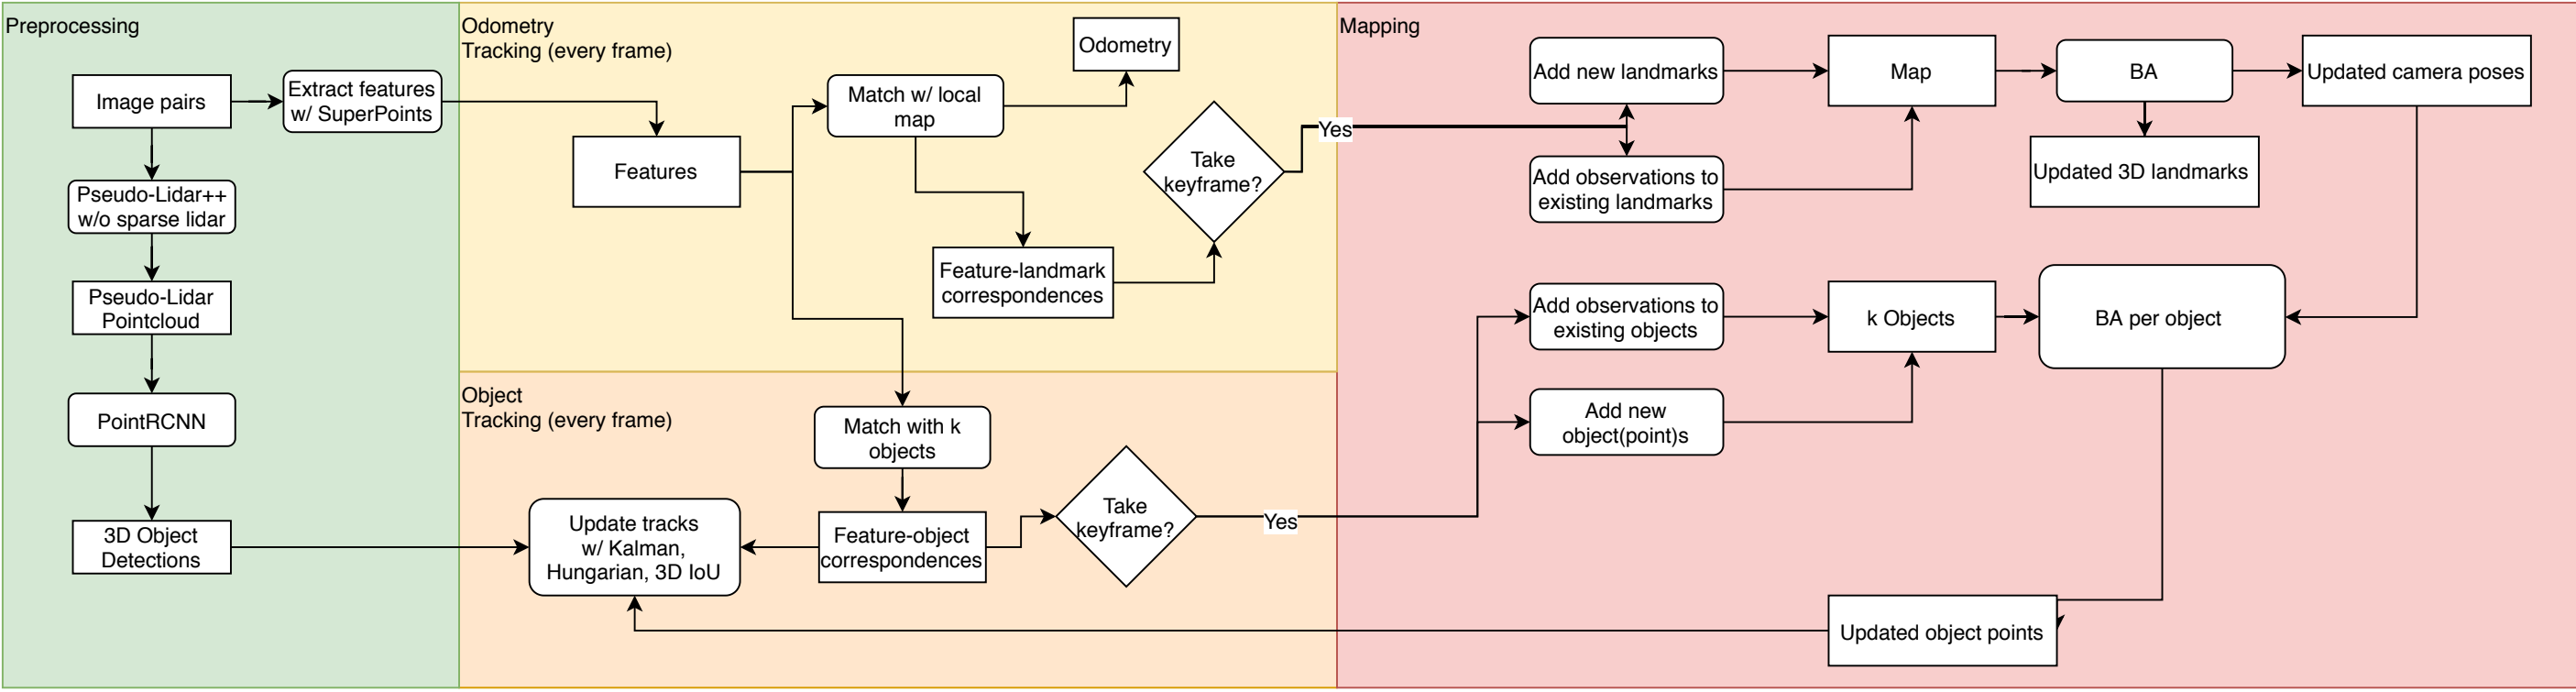 Preprocessing
Image pairs
Extract features
w/ SuperPoints
Pseudo-Lidar++
w/o sparse lidar
Pseudo-Lidar
Pointcloud
PointRCNN
3D Object
Detections
Odometry
Tracking (every frame)
Features
Match w/ local
map
Odometry
Feature-landmark
correspondences
Take
keyframe?
Yes
Object
Tracking (every frame)
Match with k
objects
Update tracks
w/ Kalman,
Hungarian, 3D IoU
Feature-object
correspondences
Take
keyframe?
Yes
Mapping
Add new landmarks
Map
BA
Updated camera poses
Add observations to
existing landmarks
Updated 3D landmarks
Add observations to
existing objects
k Objects
BA per object
Add new
object(point)s
Updated object points